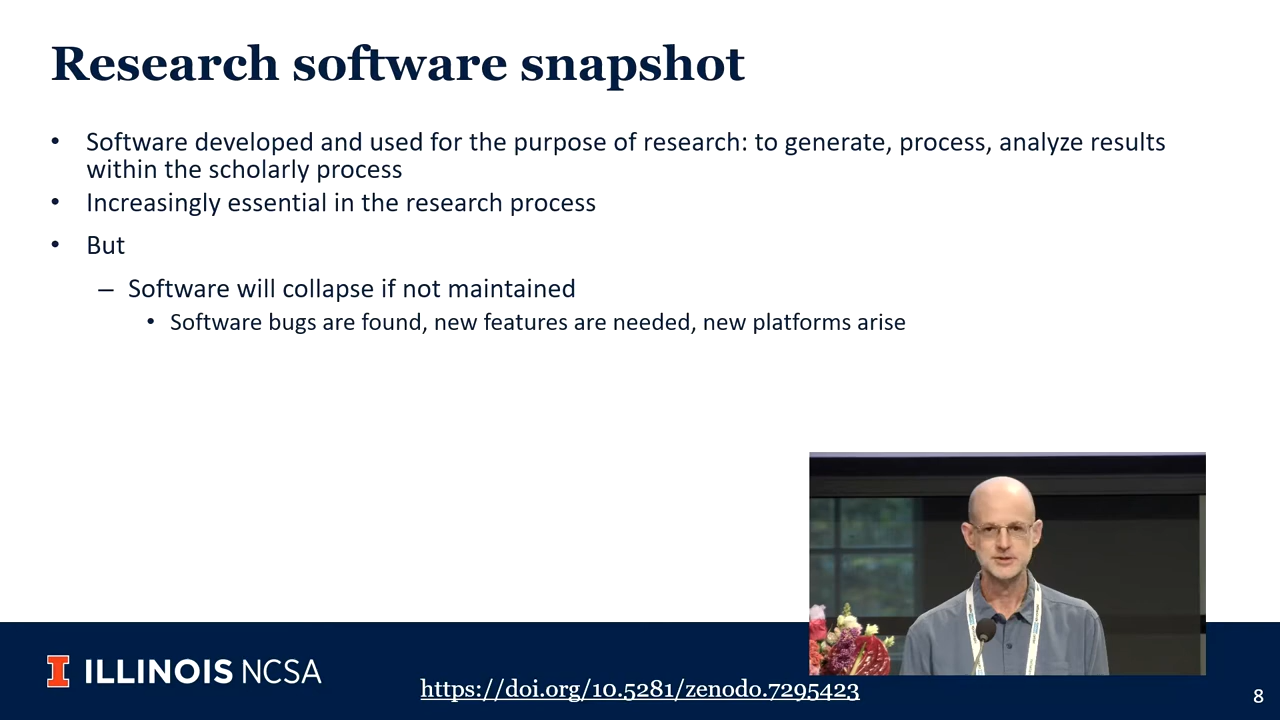 Research software snapshot
• Software developed and used for the purpose of research: to generate, process, analyze results
within the scholarly process
• Increasingly essential in the research process
• But
– Software will collapse if not maintained
• Software bugs are found, new features are needed, new platforms arise
I ILLINOIS NCSA
https://doi.org/10.5281/zenodo.7295423
8